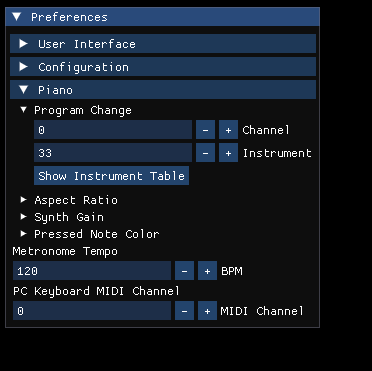 Preferences
User Interface
Configuration
Piano
Program Change
0 - + Channel
33 - + Instrument
Show Instrument Table
Aspect Ratio
Synth Gain
Pressed Note Color
Metronome Tempo
120 - + BPM
PC Keyboard MIDI Channel
0 - + MIDI Channel